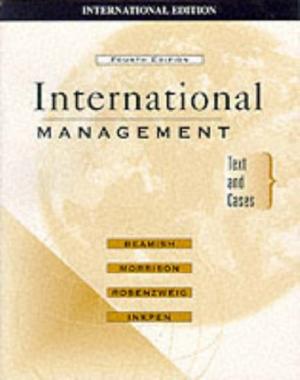 INTERNATIONAL EDITION
FOURTH EDITION
International
MANAGEMENT
Text
and
Cases
BEAMISH
MORRISON
ROSENZWEIG
INKPEN